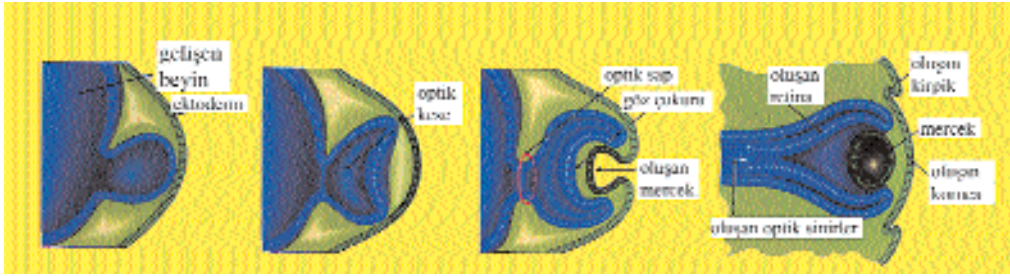 gelişen
beyin
ektoderm
optik
kese
optik sap
göz çukuru
oluşan
mercek
oluşan
retina
oluşan
kirpik
mercek
oluşan
kornea
oluşan optik sinirler